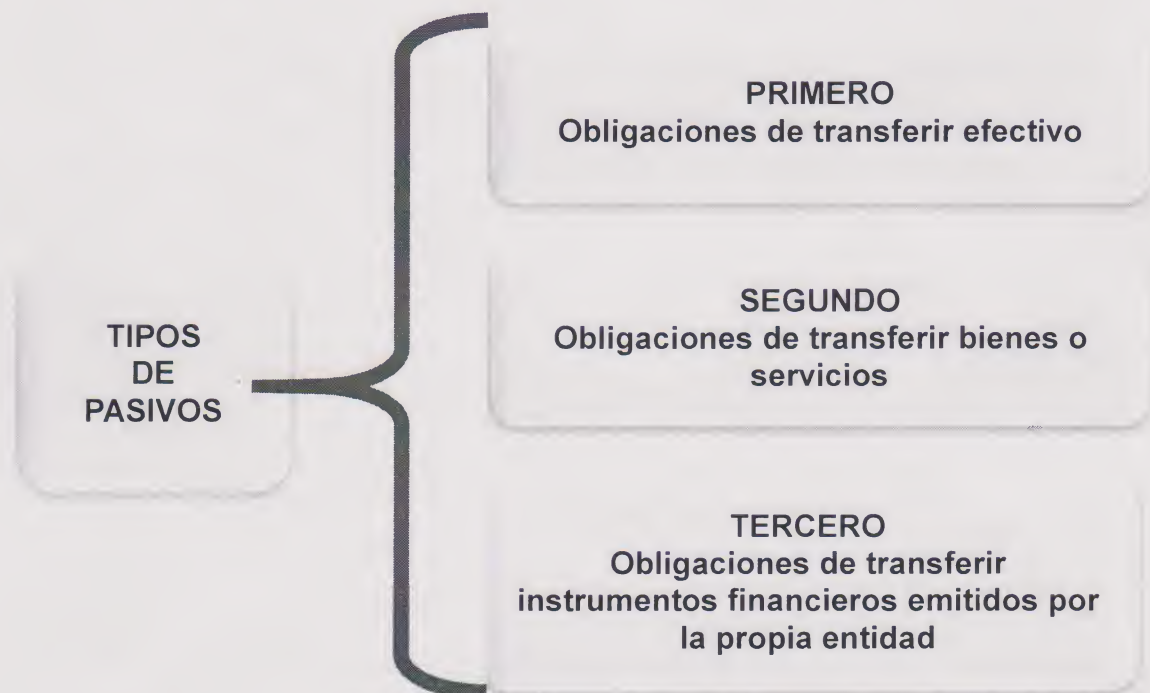 TIPOS
DE
PASIVOS
PRIMERO
Obligaciones de transferir efectivo
SEGUNDO
Obligaciones de transferir bienes o
servicios
TERCERO
Obligaciones de transferir
instrumentos financieros emitidos por
la propia entidad